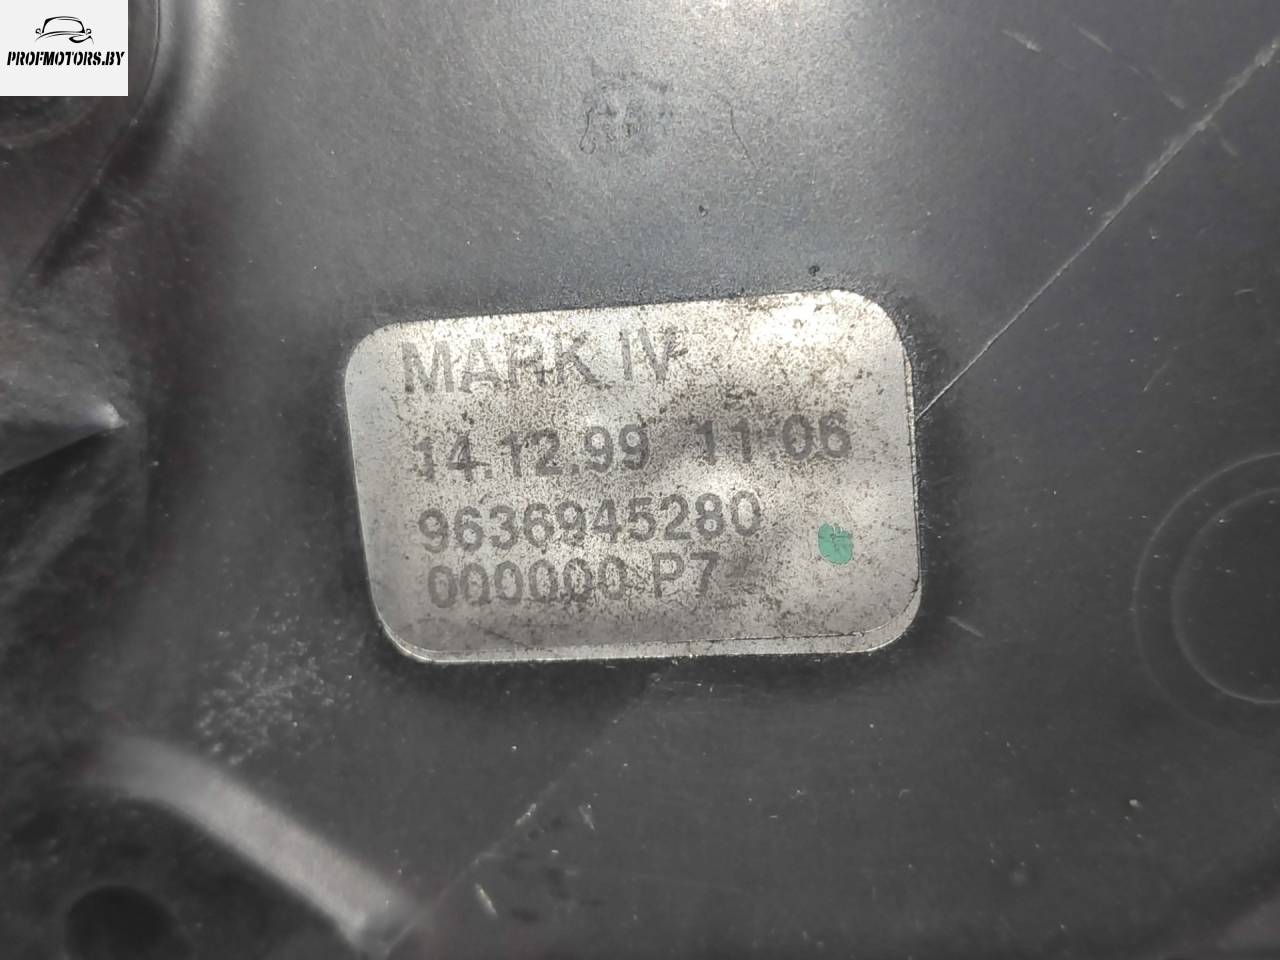 PROFMOTORS.BY
MARK IV
14.12.99 11:06
9636945280
000000 P7